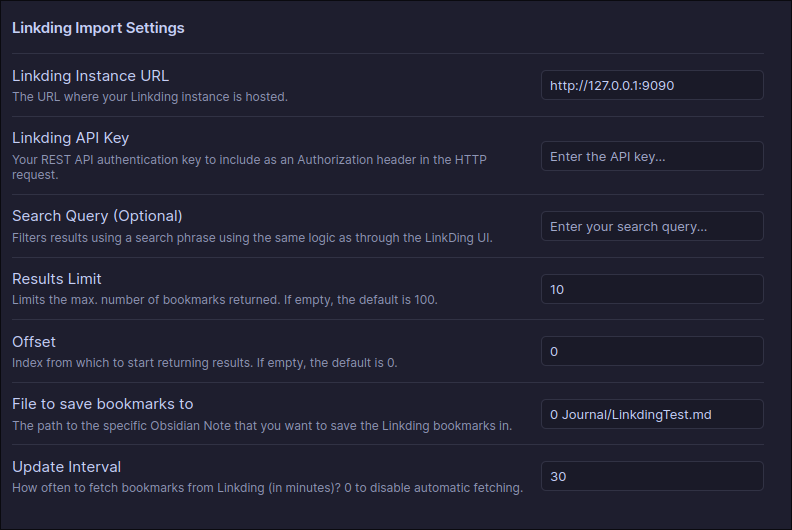 Linkding Import Settings
Linkding Instance URL
The URL where your Linkding instance is hosted.
http://127.0.0.1:9090
Linkding API Key
Your REST API authentication key to include as an Authorization header in the HTTP
request.
Enter the API key...
Search Query (Optional)
Filters results using a search phrase using the same logic as through the LinkDing UI.
Enter your search query...
Results Limit
Limits the max. number of bookmarks returned. If empty, the default is 100.
10
Offset
Index from which to start returning results. If empty, the default is 0.
0
File to save bookmarks to
The path to the specific Obsidian Note that you want to save the Linkding bookmarks in.
0 Journal/LinkdingTest.md
Update Interval
How often to fetch bookmarks from Linkding (in minutes)? 0 to disable automatic fetching.
30